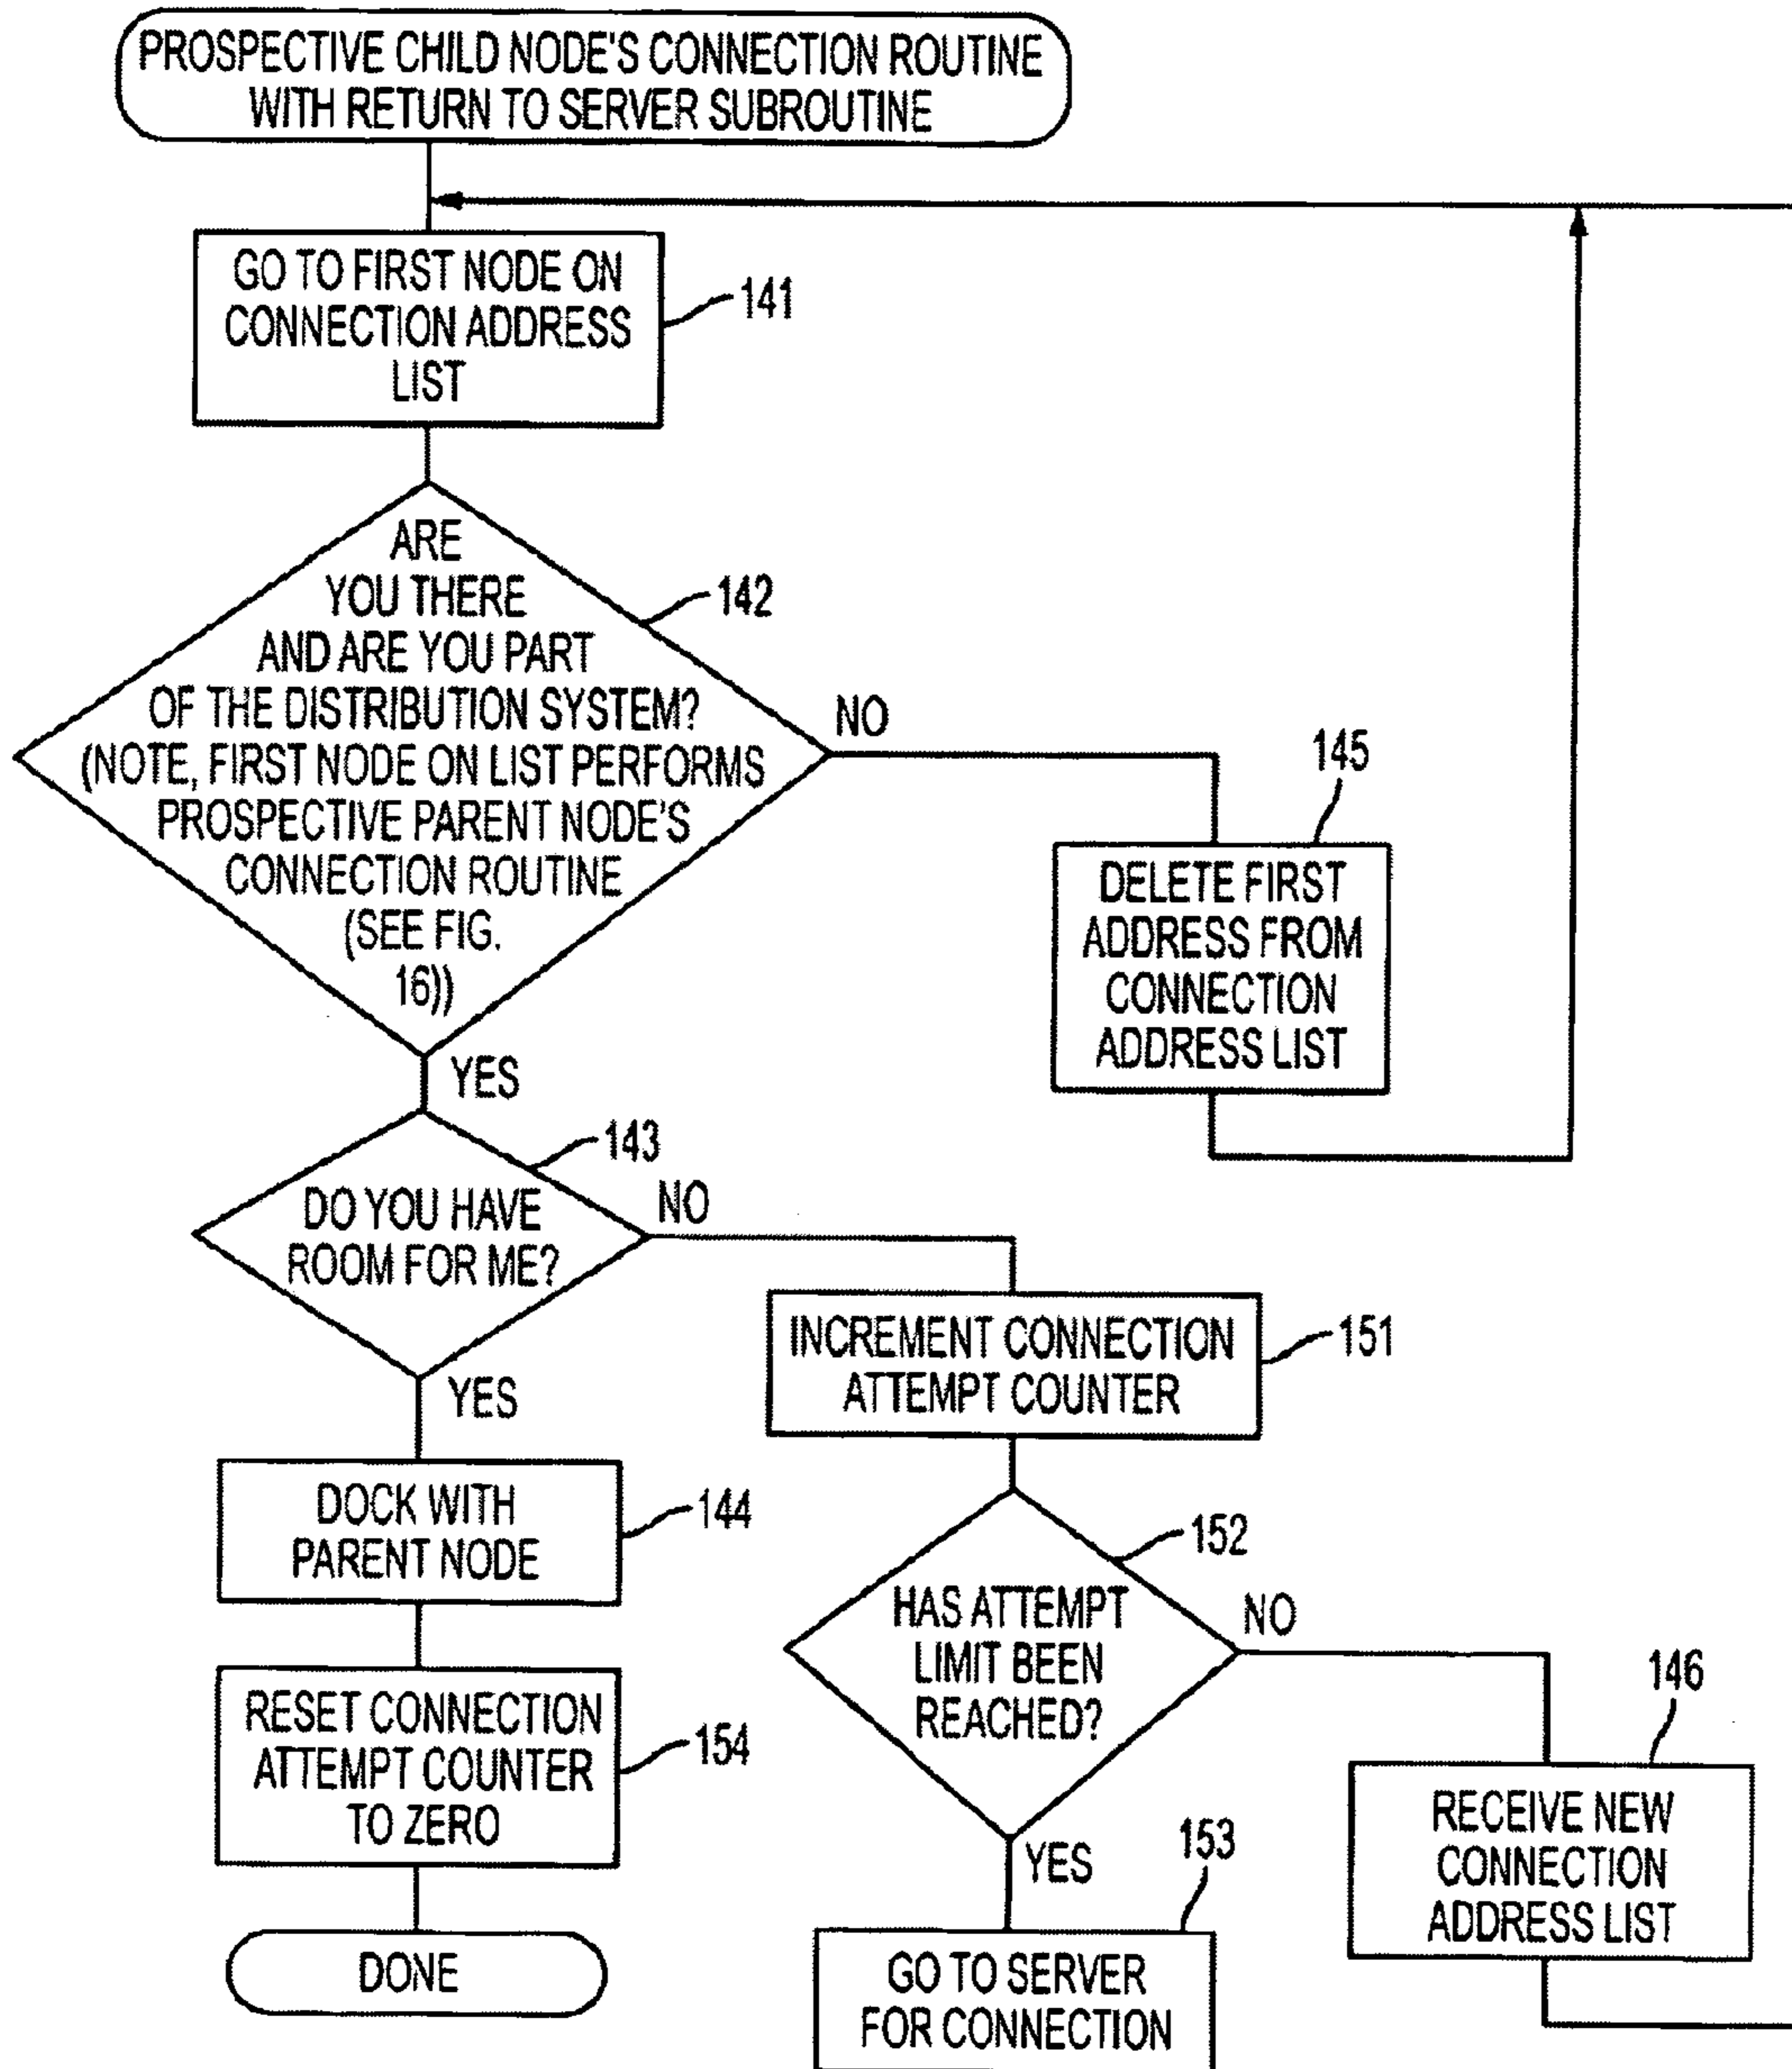 PROSPECTIVE CHILD NODE'S CONNECTION ROUTINE
WITH RETURN TO SERVER SUBROUTINE
GO TO FIRST NODE ON
CONNECTION ADDRESS
LIST
141
ARE
YOU THERE
AND ARE YOU PART
OF THE DISTRIBUTION SYSTEM?
(NOTE, FIRST NODE ON LIST PERFORMS
PROSPECTIVE PARENT NODE'S
CONNECTION ROUTINE
(SEE FIG.
16))
142
NO
145
DELETE FIRST
ADDRESS FROM
CONNECTION
ADDRESS LIST
YES
143
DO YOU HAVE
ROOM FOR ME?
NO
INCREMENT CONNECTION
ATTEMPT COUNTER
151
YES
DOCK WITH
PARENT NODE
144
152
HAS ATTEMPT
LIMIT BEEN
REACHED?
NO
146
RESET CONNECTION
ATTEMPT COUNTER
TO ZERO
154
RECEIVE NEW
CONNECTION
ADDRESS LIST
YES
153
DONE
GO TO SERVER
FOR CONNECTION